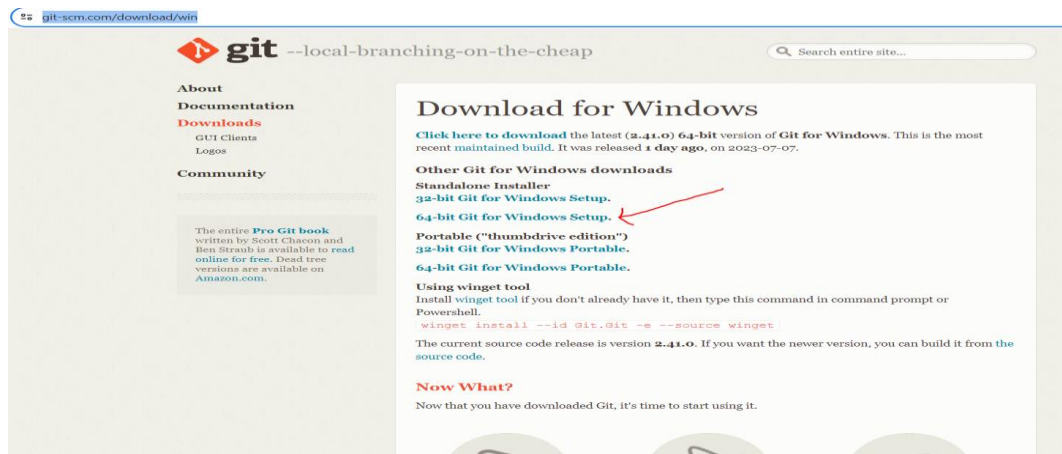 git-scm.com/download/win
git --local-branching-on-the-cheap
Search entire site...
About
Documentation
Downloads
GUI Clients
Logos
Community
The entire Pro Git book
written by Scott Chacon and
Ben Straub is available to read
online for free. Dead tree
versions are available on
Amazon.com.
Download for Windows
Click here to download the latest (2.41.0) 64-bit version of Git for Windows. This is the most
recent maintained build. It was released 1 day ago, on 2023-07-07.
Other Git for Windows downloads
Standalone Installer
32-bit Git for Windows Setup.
64-bit Git for Windows Setup.
Portable ("thumbdrive edition")
32-bit Git for Windows Portable.
64-bit Git for Windows Portable.
Using winget tool
Install winget tool if you don't already have it, then type this command in command prompt or
Powershell.
winget install --id Git.Git -e --source winget
The current source code release is version 2.41.0. If you want the newer version, you can build it from the
source code.
Now What?
Now that you have downloaded Git, it's time to start using it.